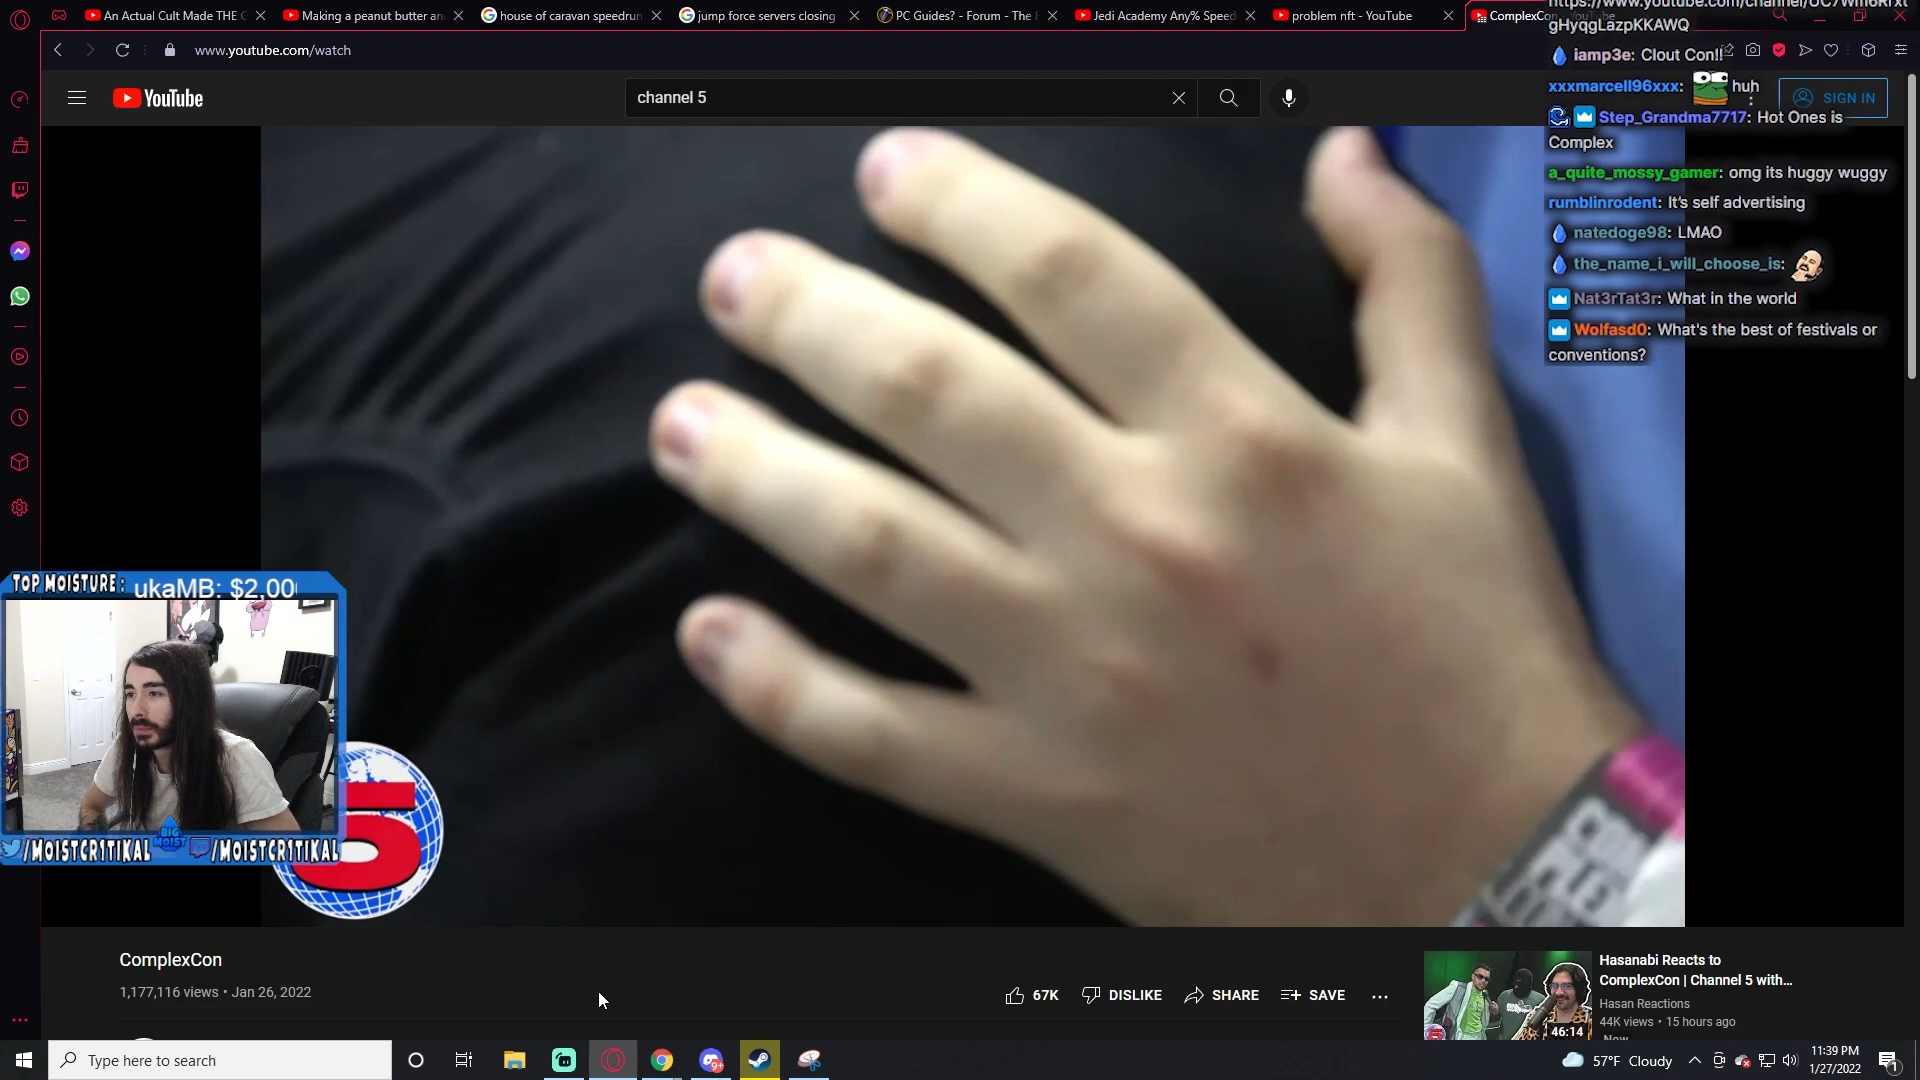 An Actual Cult Made THE C
Making a peanut butter an
house of caravan speedrun
jump force servers closing
PC Guides? - Forum - The
Jedi Academy Any% Speed
problem nft - YouTube
ComplexCon
gHyqgLazpKKAWQ
www.youtube.com/watch
iamp3e: Clout Con!!
xxxmarcell96xxx: huh
YouTube
channel 5
SIGN IN
Step_Grandma7717: Hot Ones is
Complex
a_quite_mossy_gamer: omg its huggy wuggy
rumblinrodent: It's self advertising
natedoge98: LMAO
the_name_i_will_choose_is:
Nat3rTat3r: What in the world
Wolfasd0: What's the best of festivals or
conventions?
TOP MOISTURE: ukaMB: $2,00
BIG
MOIST
/MOISTCR1TIKAL
/MOISTCR1TIKAL
5
ComplexCon
1,177,116 views • Jan 26, 2022
67K
DISLIKE
SHARE
SAVE
Hasanabi Reacts to
ComplexCon | Channel 5 with...
Hasan Reactions
44K views • 15 hours ago
46:14
Type here to search
9+
57°F Cloudy
11:39 PM
1/27/2022
1